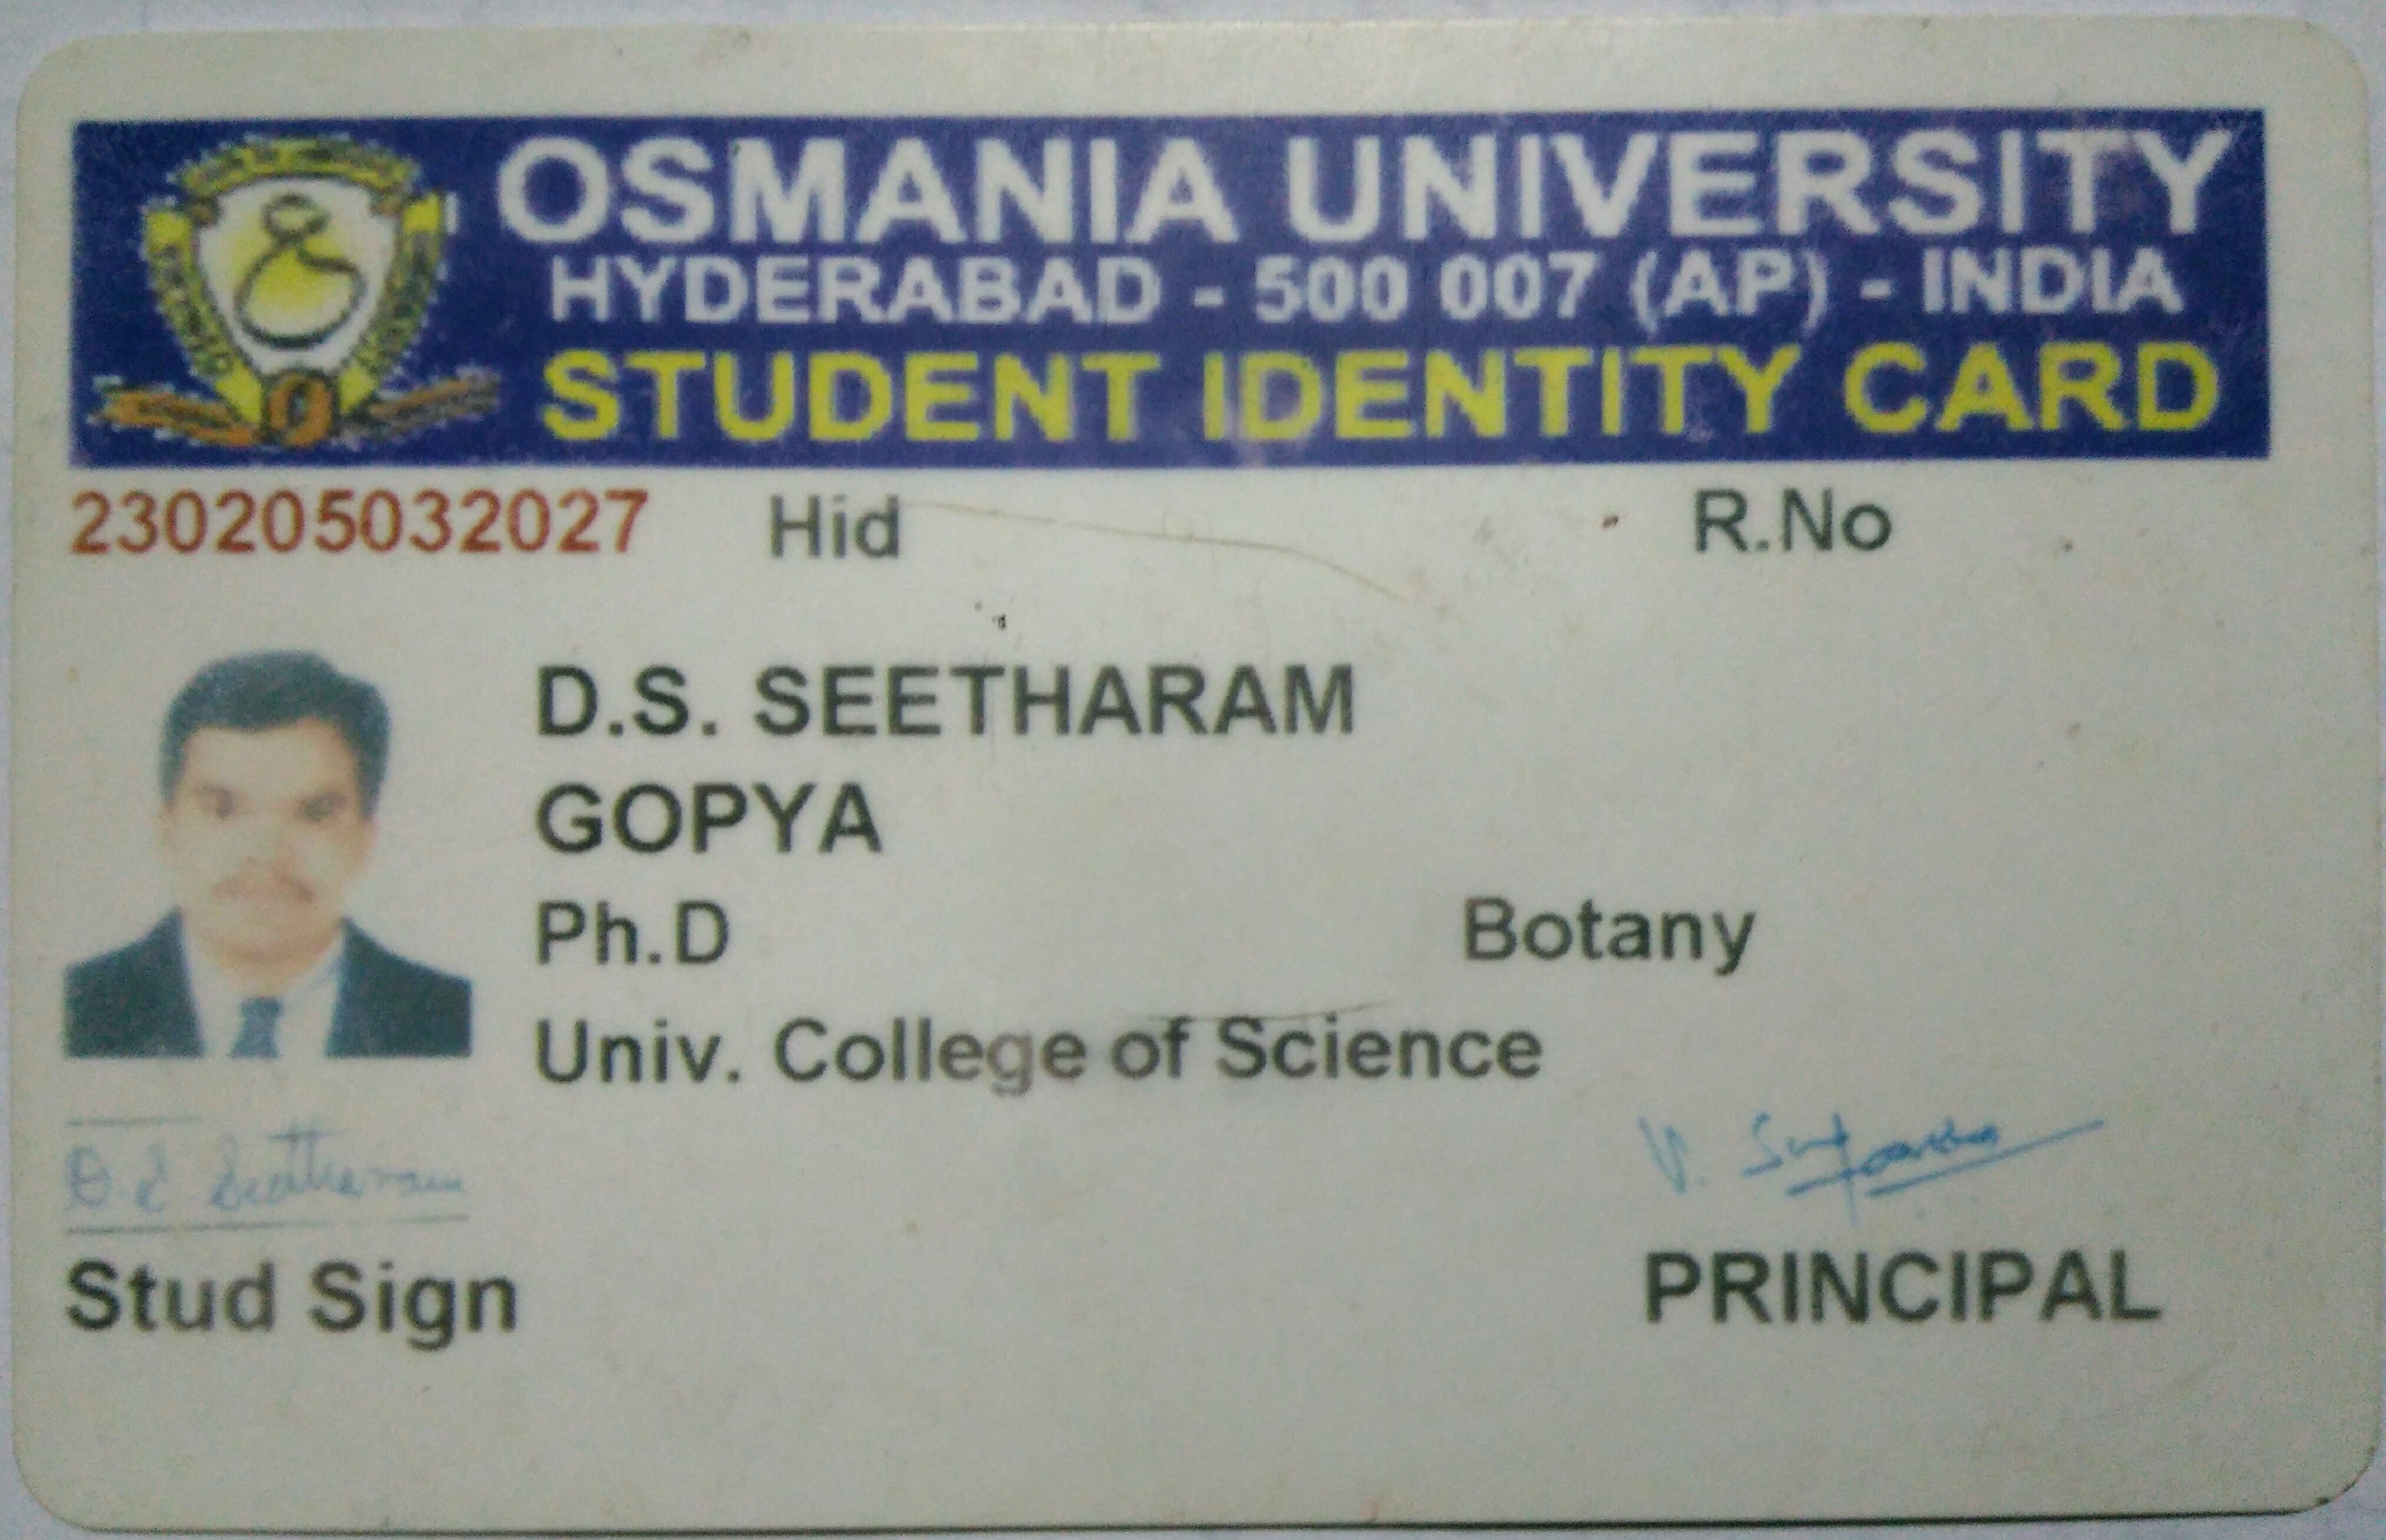 OSMANIA UNIVERSITY
HYDERABAD - 500 007 (AP) - INDIA
STUDENT IDENTITY CARD
230205032027 Hid R.No
D.S. SEETHARAM
GOPYA
Ph.D Botany
Univ. College of Science
D.S Seetharam
Stud Sign PRINCIPAL